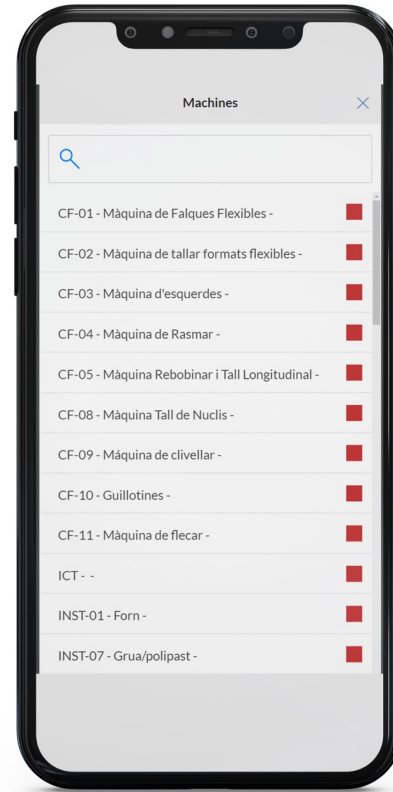 Machines
CF-01 - Màquina de Falques Flexibles -
CF-02 - Màquina de tallar formats flexibles -
CF-03 - Màquina d'esquerdes -
CF-04 - Màquina de Rasmar -
CF-05 - Màquina Rebobinar i Tall Longitudinal -
CF-08 - Màquina Tall de Nuclis -
CF-09 - Máquina de clivellar -
CF-10 - Guillotines -
CF-11 - Màquina de flecar -
ICT - -
INST-01 - Forn -
INST-07 - Grua/polipast -